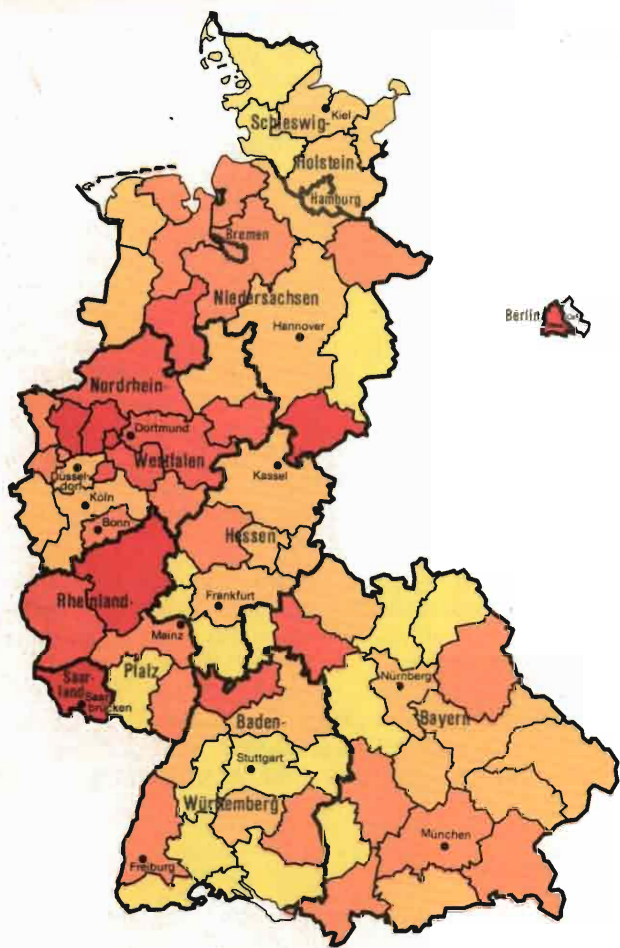 Kiel
Schleswig-
Holstein
Hamburg
Bremen
Niedersachsen
Hannover
Berlin
Nordrhein-
Dortmund
Westfalen
Düssel-
dorf
Kassel
Köln
Bonn
Hessen
Rheinland-
Frankfurt
Mainz
Pfalz
Saar-
land
Saar-
brücken
Nürnberg
Bayern
Baden-
Stuttgart
Württemberg
München
Freiburg